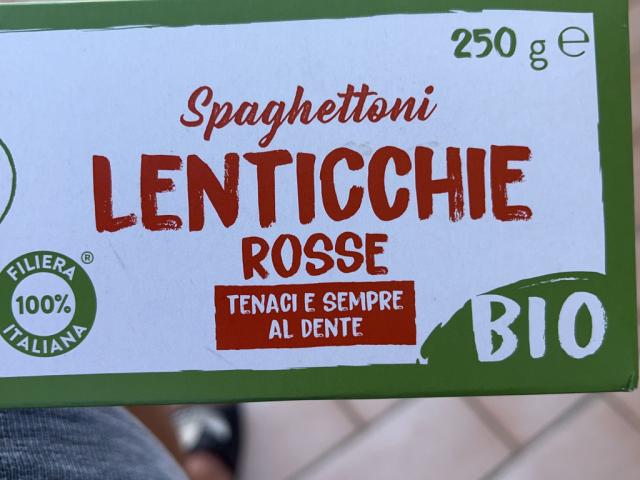 250 g e
Spaghettoni
LENTICCHIE
ROSSE
TENACI E SEMPRE
AL DENTE
FILIERA ®
100%
ITALIANA
BIO